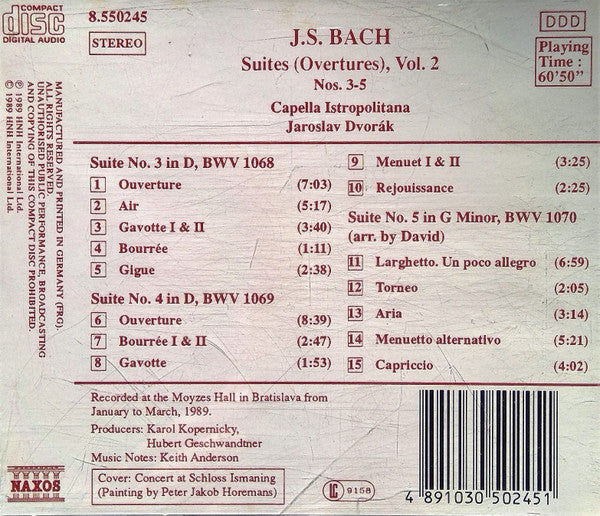 COMPACT
disc
DIGITAL AUDIO
8.550245
STEREO
J.S. BACH
Suites (Overtures), Vol. 2
Nos. 3-5
Capella Istropolitana
Jaroslav Dvorák
DDD
Playing
Time :
60'50"
MANUFACTURED AND PRINTED IN GERMANY (FRG).
ALL RIGHTS RESERVED.
UNAUTHORISED PUBLIC PERFORMANCE, BROADCASTING
AND COPYING OF THIS COMPACT DISC PROHIBITED.
℗ 1989 HNH International Ltd.
© 1989 HNH International Ltd.
Suite No. 3 in D, BWV 1068
1 Ouverture (7:03)
2 Air (5:17)
3 Gavotte I & II (3:40)
4 Bourrée (1:11)
5 Gigue (2:38)
Suite No. 4 in D, BWV 1069
6 Ouverture (8:39)
7 Bourrée I & II (2:47)
8 Gavotte (1:53)
9 Menuet I & II (3:25)
10 Rejouissance (2:25)
Suite No. 5 in G Minor, BWV 1070
(arr. by David)
11 Larghetto. Un poco allegro (6:59)
12 Torneo (2:05)
13 Aria (3:14)
14 Menuetto alternativo (5:21)
15 Capriccio (4:02)
Recorded at the Moyzes Hall in Bratislava from
January to March, 1989.
Producers: Karol Kopernicky,
Hubert Geschwandtner
Music Notes: Keith Anderson
NAXOS
Cover: Concert at Schloss Ismaning
(Painting by Peter Jakob Horemans)
LC 9158
4 891030 502451